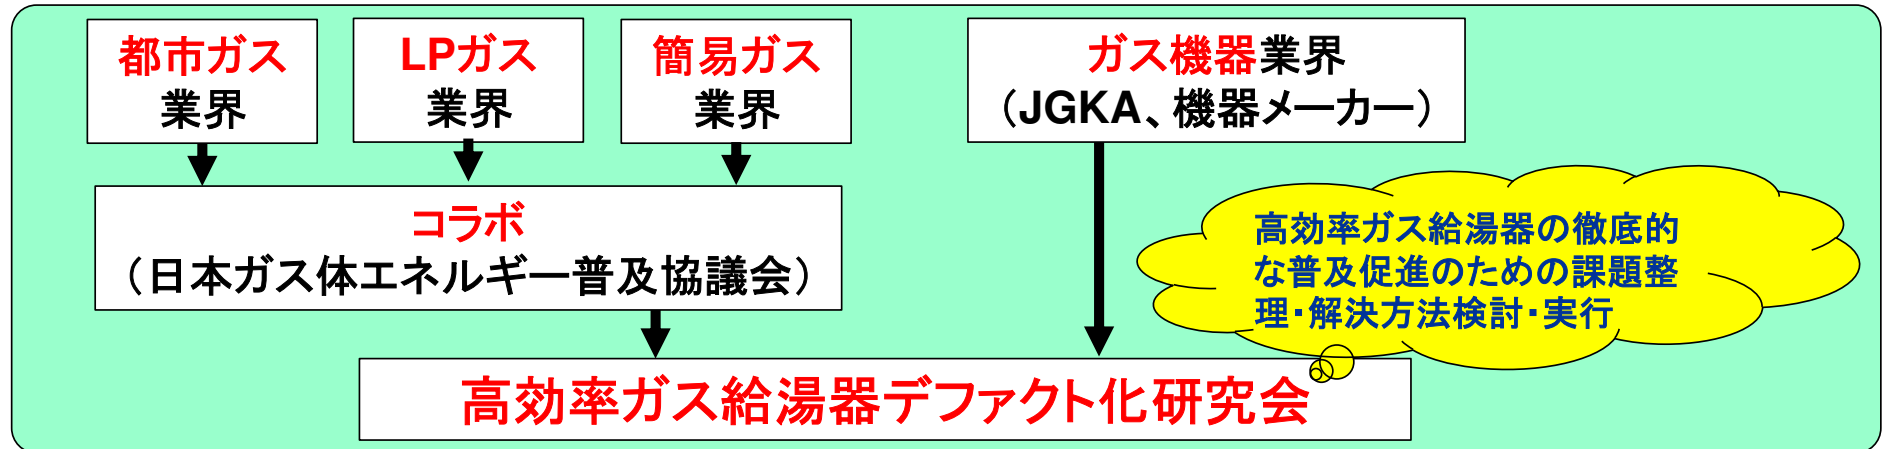 都市ガス
業界
LPガス
業界
簡易ガス
業界
ガス機器業界
（JGKA、機器メーカー）
コラボ
（日本ガス体エネルギー普及協議会）
高効率ガス給湯器の徹底的
な普及促進のための課題整
理・解決方法検討・実行
高効率ガス給湯器デファクト化研究会